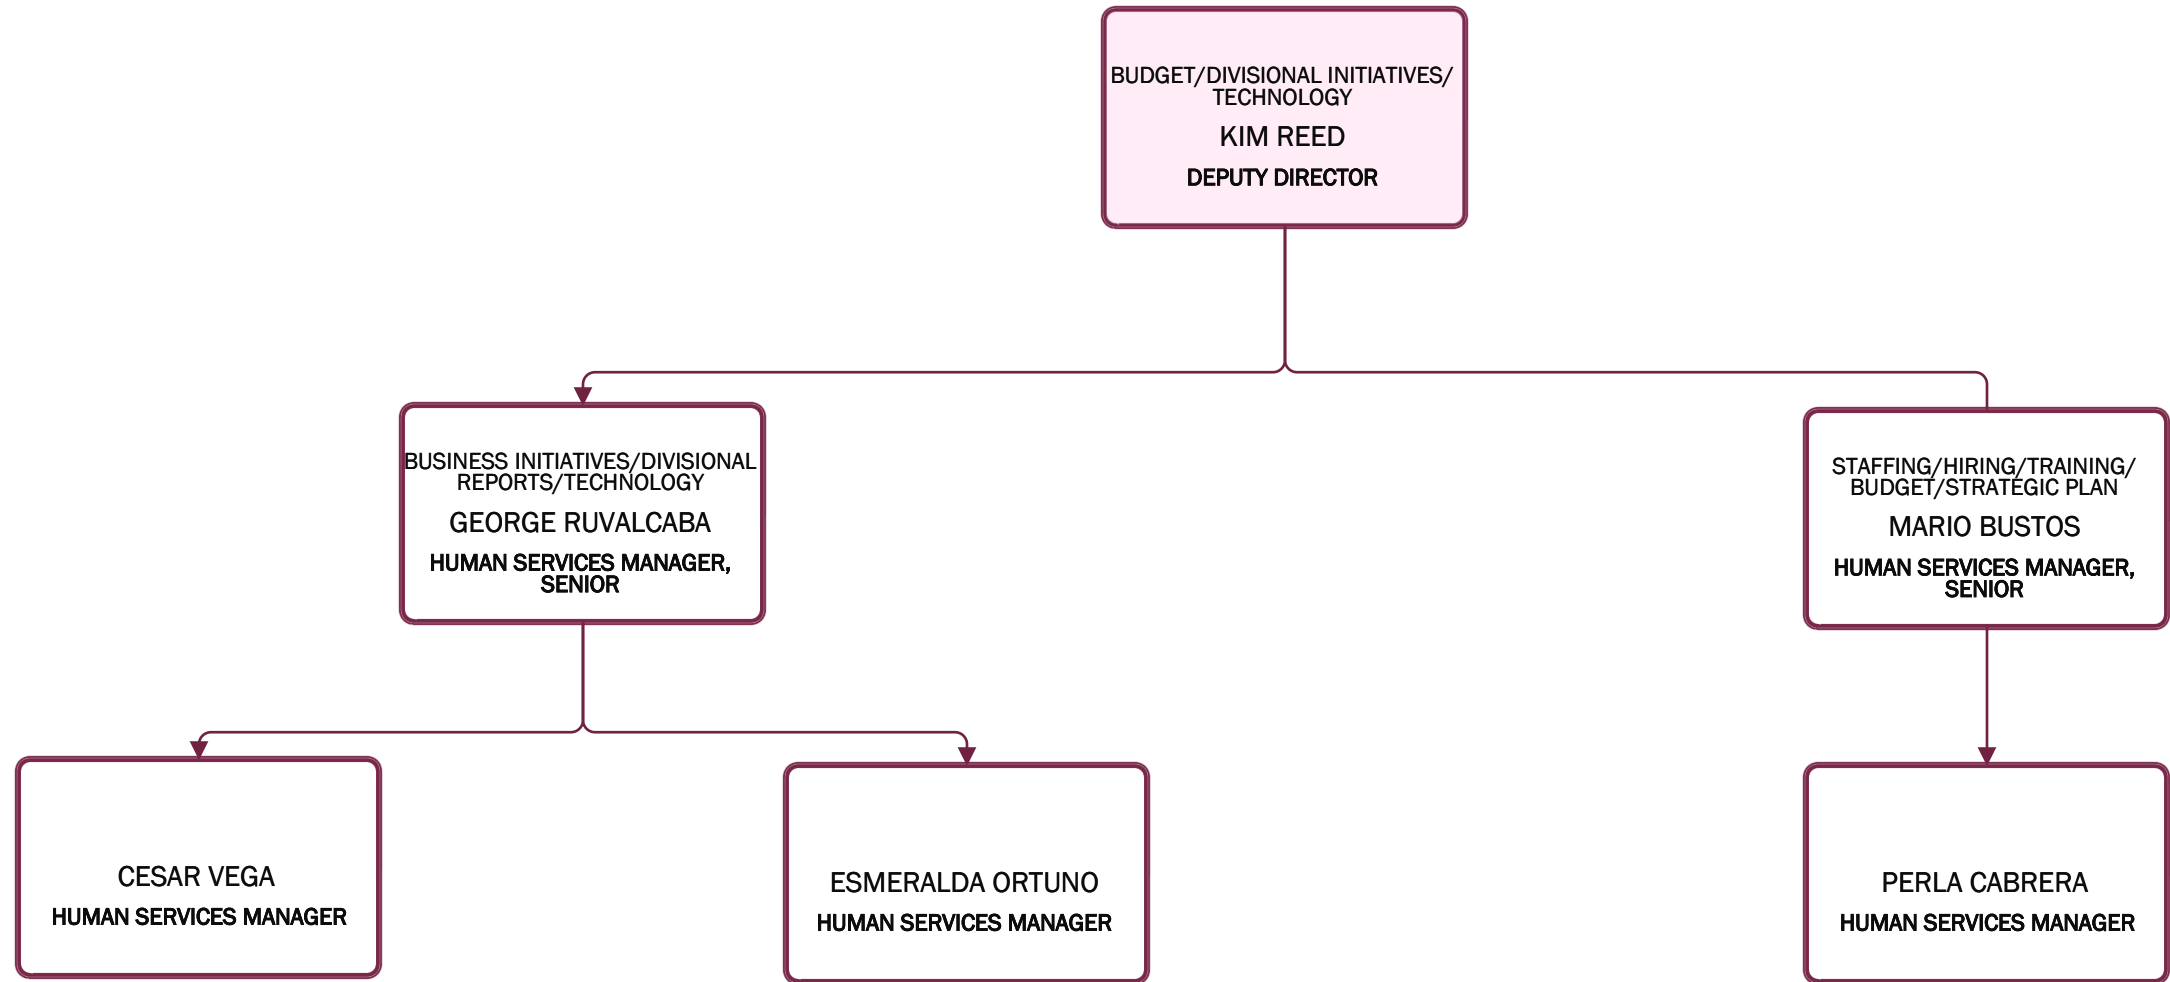 BUDGET/DIVISIONAL INITIATIVES/
TECHNOLOGY
KIM REED
DEPUTY DIRECTOR
BUSINESS INITIATIVES/DIVISIONAL
REPORTS/TECHNOLOGY
GEORGE RUVALCABA
HUMAN SERVICES MANAGER,
SENIOR
STAFFING/HIRING/TRAINING/
BUDGET/STRATEGIC PLAN
MARIO BUSTOS
HUMAN SERVICES MANAGER,
SENIOR
CESAR VEGA
HUMAN SERVICES MANAGER
ESMERALDA ORTUNO
HUMAN SERVICES MANAGER
PERLA CABRERA
HUMAN SERVICES MANAGER